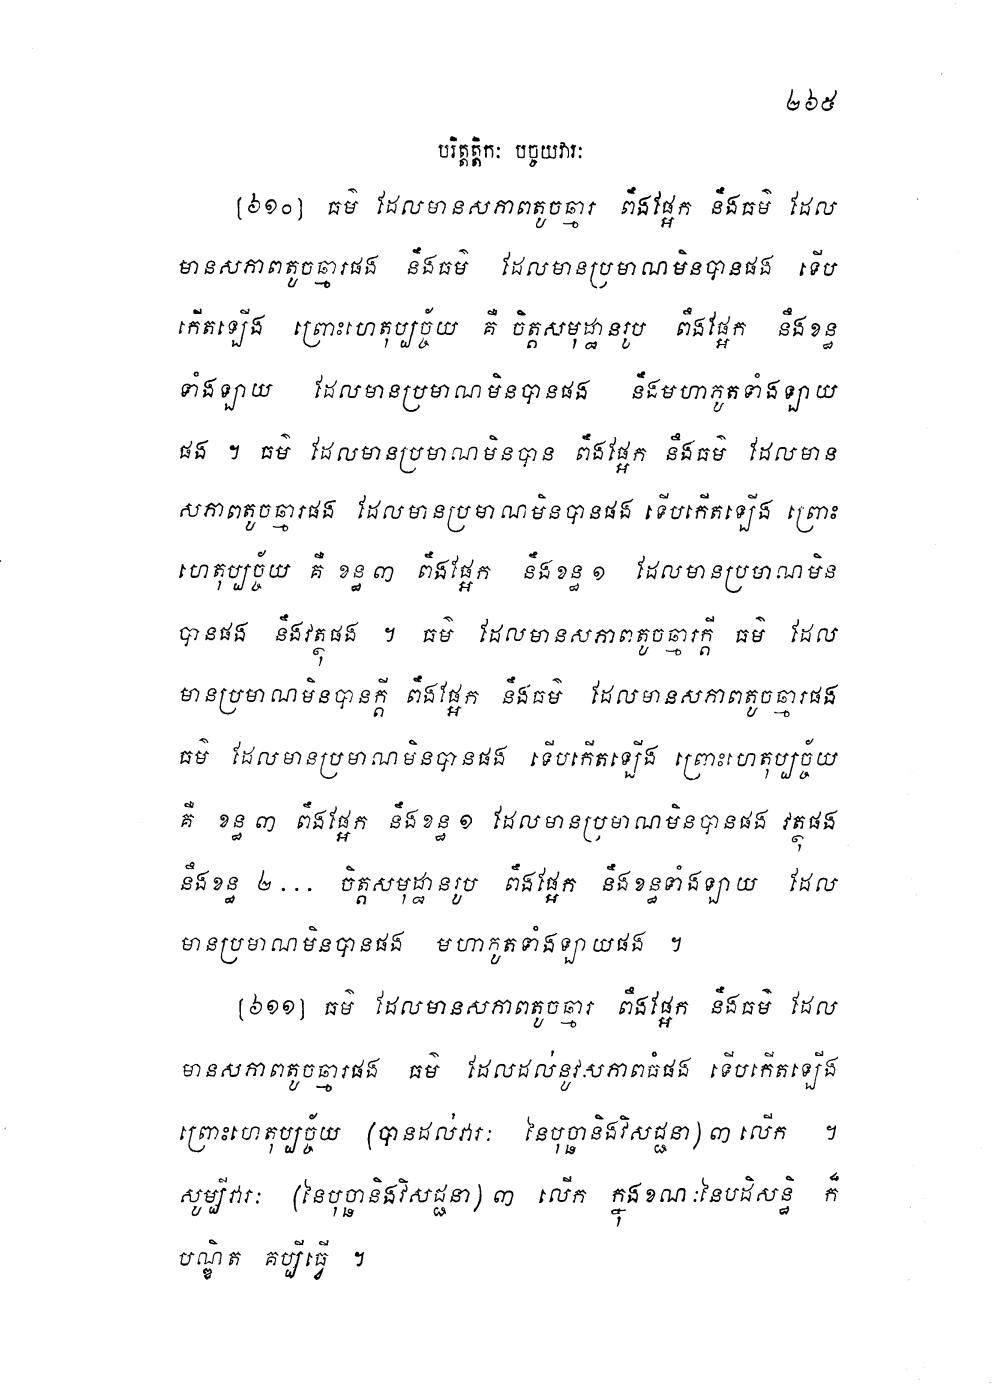 ២៦៥
បរិត្តត្តិកៈ បច្ចយវារៈ
[៦១០] ធម៌ ដែលមានសភាពតូចឆ្មារ ពឹងផ្អែក នឹងធម៌ ដែល
មានសភាពតូចឆ្មារផង នឹងធម៌ ដែលមានប្រមាណមិនបានផង ទើប
កើតឡើង ព្រោះហេតុប្បច្ច័យ គឺ ចិត្តសមុដ្ឋានរូប ពឹងផ្អែក នឹងខន្ធ
ទាំងឡាយ ដែលមានប្រមាណមិនបានផង នឹងមហាភូតទាំងឡាយ
ផង ។ ធម៌ ដែលមានប្រមាណមិនបាន ពឹងផ្អែក នឹងធម៌ ដែលមាន
សភាពតូចឆ្មារផង ដែលមានប្រមាណមិនបានផង ទើបកើតឡើង ព្រោះ
ហេតុប្បច្ច័យ គឺ ខន្ធ ៣ ពឹងផ្អែក នឹងខន្ធ ១ ដែលមានប្រមាណមិន
បានផង នឹងវត្ថុផង ។ ធម៌ ដែលមានសភាពតូចឆ្មារក្តី ធម៌ ដែល
មានប្រមាណមិនបានក្តី ពឹងផ្អែក នឹងធម៌ ដែលមានសភាពតូចឆ្មារផង
ធម៌ ដែលមានប្រមាណមិនបានផង ទើបកើតឡើង ព្រោះហេតុប្បច្ច័យ
គឺ ខន្ធ ៣ ពឹងផ្អែក នឹងខន្ធ ១ ដែលមានប្រមាណមិនបានផង វត្ថុផង
នឹងខន្ធ ២ ... ចិត្តសមុដ្ឋានរូប ពឹងផ្អែក នឹងខន្ធទាំងឡាយ ដែល
មានប្រមាណមិនបានផង មហាភូតទាំងឡាយផង ។
[៦១១] ធម៌ ដែលមានសភាពតូចឆ្មារ ពឹងផ្អែក នឹងធម៌ ដែល
មានសភាពតូចឆ្មារផង ធម៌ ដែលដល់នូវសភាពធំផង ទើបកើតឡើង
ព្រោះហេតុប្បច្ច័យ (បានដល់វារៈ នៃបុច្ឆានិងវិសជ្ជនា) ៣ លើក ។
សូម្បីវារៈ (នៃបុច្ឆានិងវិសជ្ជនា) ៣ លើក ក្នុងខណៈនៃបដិសន្ធិ ក៏
បណ្ឌិត គប្បីធ្វើ ។